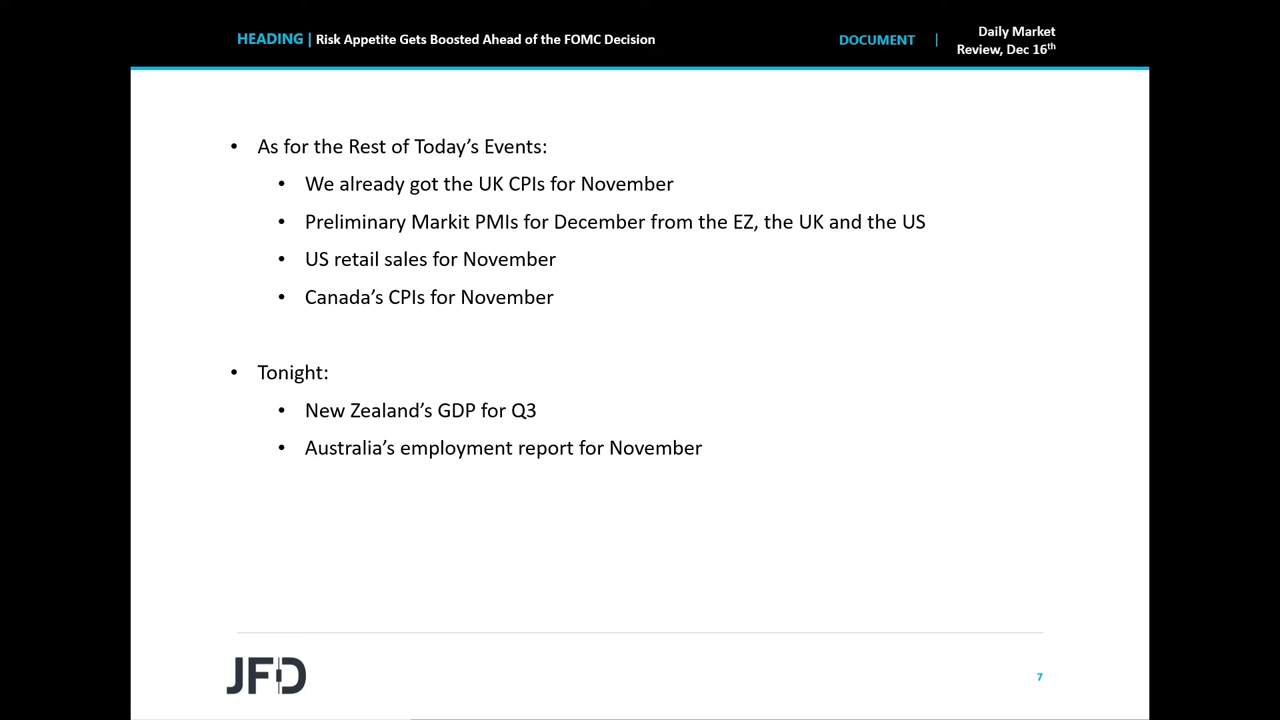 HEADING | Risk Appetite Gets Boosted Ahead of the FOMC Decision
DOCUMENT | Daily Market
Review, Dec 16th
• As for the Rest of Today’s Events:
• We already got the UK CPIs for November
• Preliminary Markit PMIs for December from the EZ, the UK and the US
• US retail sales for November
• Canada’s CPIs for November
• Tonight:
• New Zealand’s GDP for Q3
• Australia’s employment report for November
JFD
7